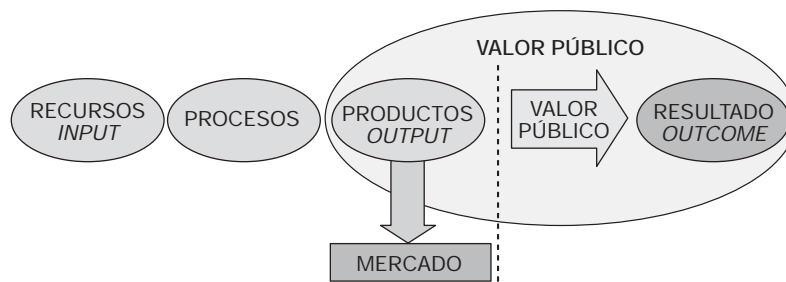 VALOR PÚBLICO
RECURSOS
INPUT
PROCESOS
PRODUCTOS
OUTPUT
VALOR
PÚBLICO
RESULTADO
OUTCOME
MERCADO